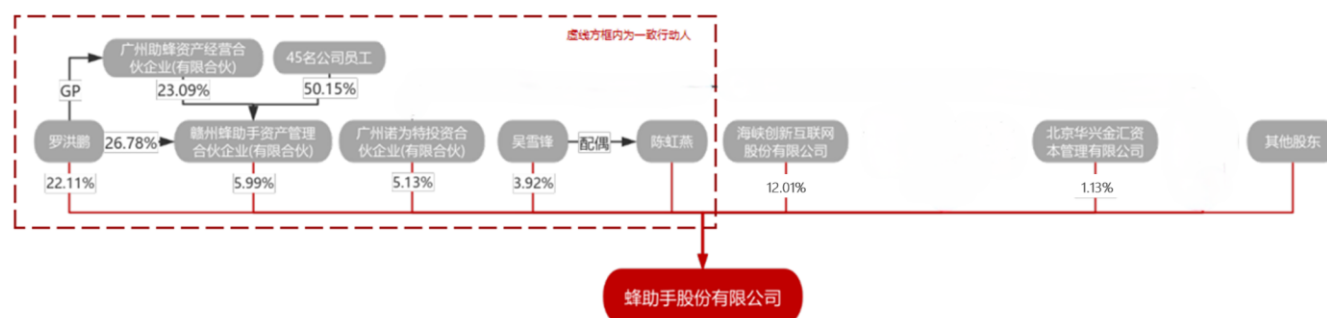 虚线方框内为一致行动人
广州助蜂资产经营合
伙企业(有限合伙)
45名公司员工
GP
23.09%
50.15%
罗洪鹏
26.78%
赣州蜂助手资产管理
合伙企业(有限合伙)
广州诺为特投资合
伙企业(有限合伙)
吴雪锋
配偶
陈虹燕
海峡创新互联网
股份有限公司
北京华兴金汇资
本管理有限公司
其他股东
22.11%
5.99%
5.13%
3.92%
12.01%
1.13%
蜂助手股份有限公司